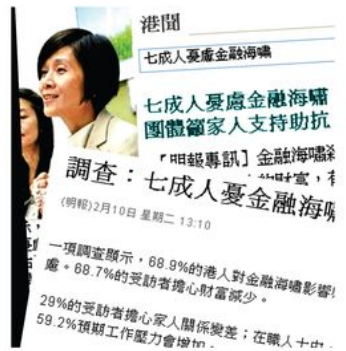 港聞
七成人憂慮金融海嘯
七成人憂慮金融海嘯
團體籲家人支持助抗
【明報專訊】金融海嘯
的財富，
調查：七成人憂金融海嘯
(明報)2月10日 星期二 13:10
一項調查顯示，68.9%的港人對金融海嘯影響
慮。68.7%的受訪者擔心財富減少。
29%的受訪者擔心家人關係變差；在職人士中，
59.2%預期工作壓力會增加。